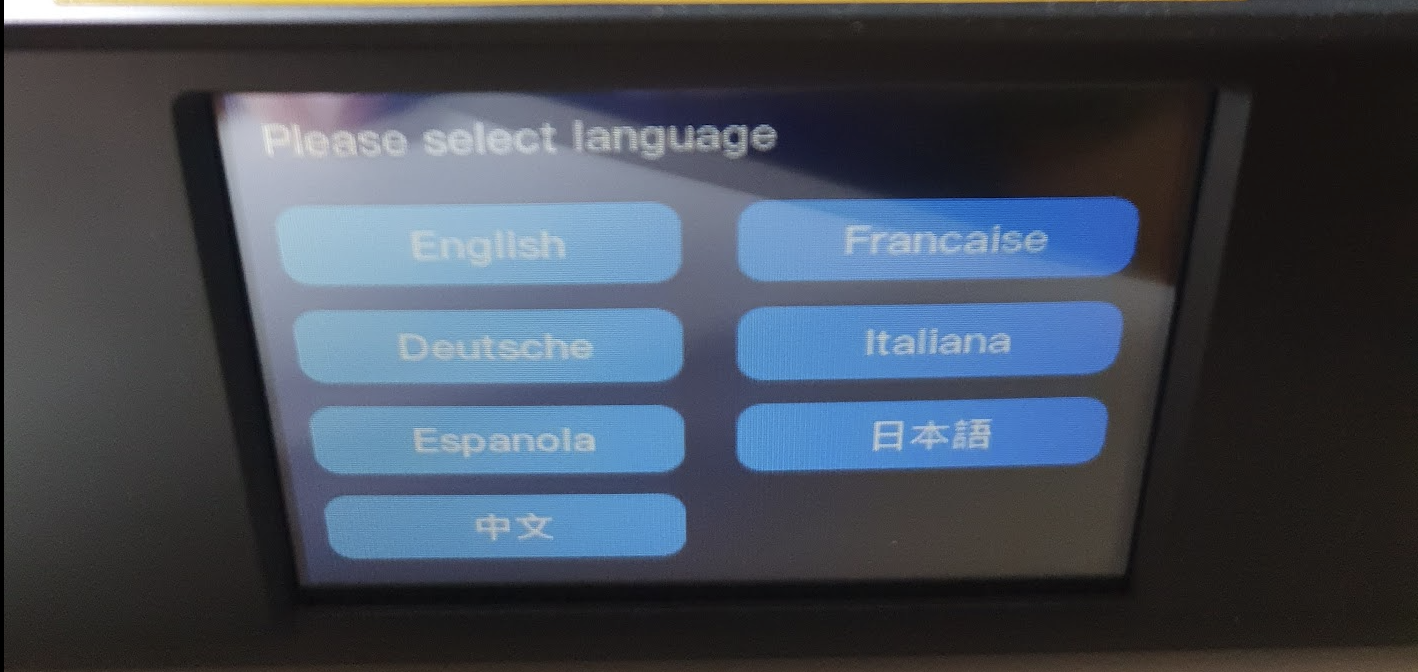 Please select language
English
Francaise
Deutsche
Italiana
Espanola
日本語
中文